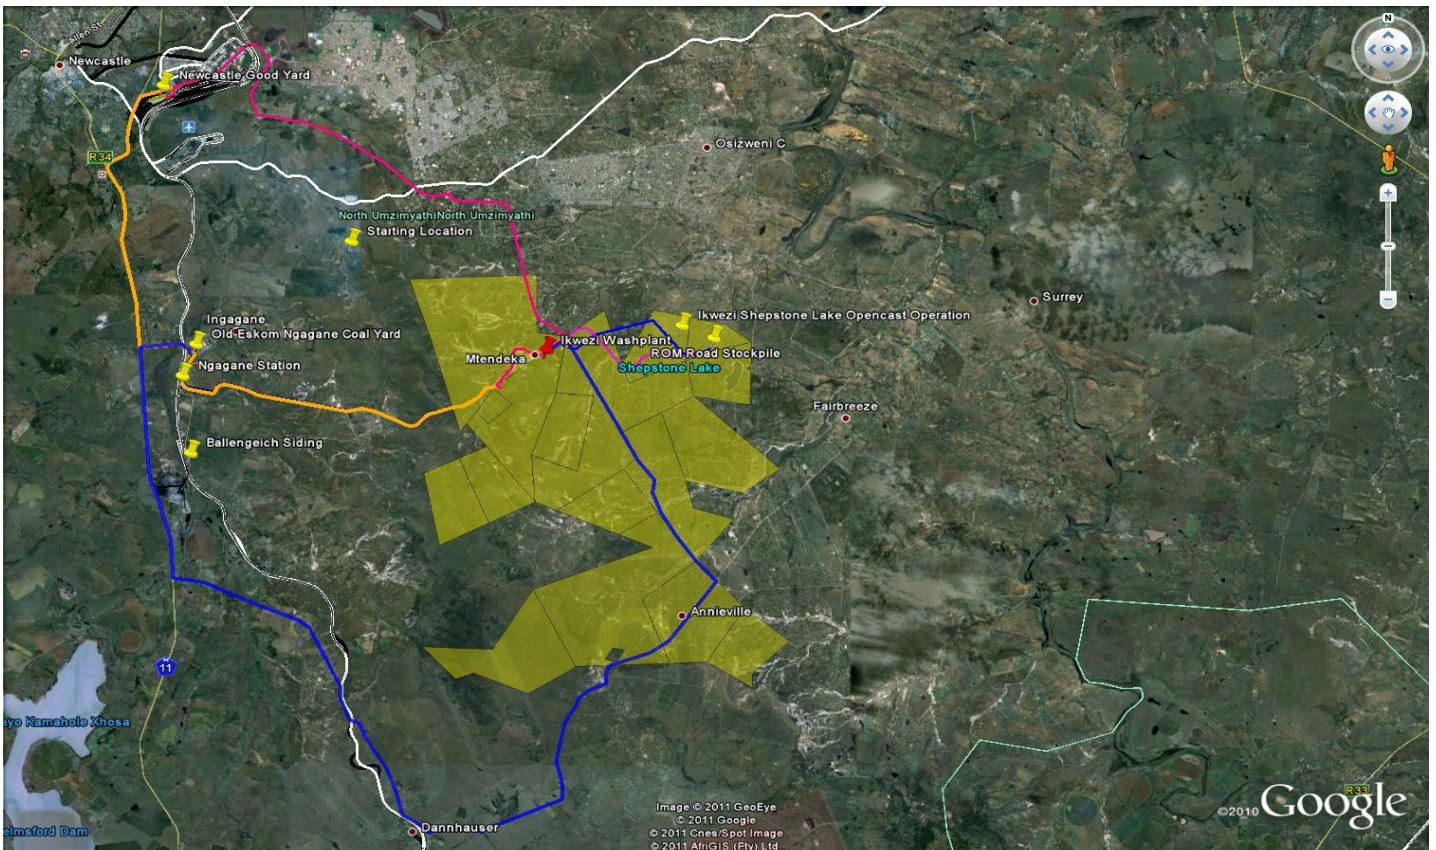 Allen St
Newcastle
Newcastle Good Yard
N
R34
Osizweni C
North UmzimyathiNorth Umzimyathi
Starting Location
Surrey
Ingagane
Old Eskom Ngagane Coal Yard
Ikwezi Shepstone Lake Opencast Operation
Ikwezi Washplant
Mtendeka
ROM Road Stockpile
Ngagane Station
Shepstone Lake
Fairbreeze
Ballengeich Siding
Annieville
N
11
ayo Kamahole Xhosa
elmsford Dam
Dannhauser
R33
Image © 2011 GeoEye
© 2011 Google
© 2011 Cnes/Spot Image
© 2011 AfriGIS (Pty) Ltd
©2010 Google